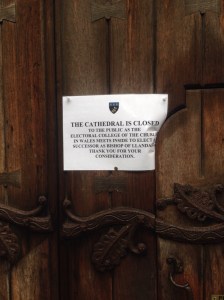 THE CATHEDRAL IS CLOSED
TO THE PUBLIC AS THE
ELECTORAL COLLEGE OF THE CHURCH
IN WALES MEETS INSIDE TO ELECT
SUCCESSOR AS BISHOP OF LLANDAFF
THANK YOU FOR YOUR
CONSIDERATION.